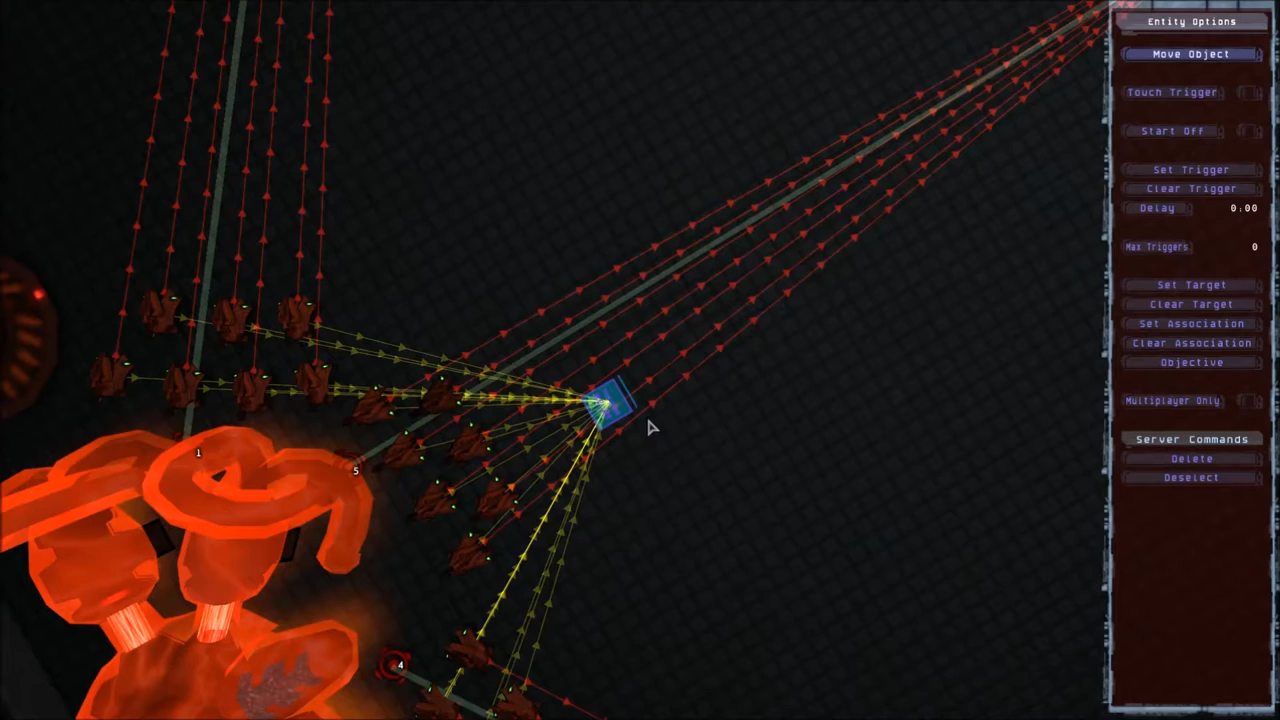 Entity Options
Move Object
Touch Trigger
Start Off
Set Trigger
Clear Trigger
Delay 0:00
Max Triggers 0
Set Target
Clear Target
Set Association
Clear Association
Objective
Multiplayer Only
Server Commands
Delete
Deselect
1
5
4